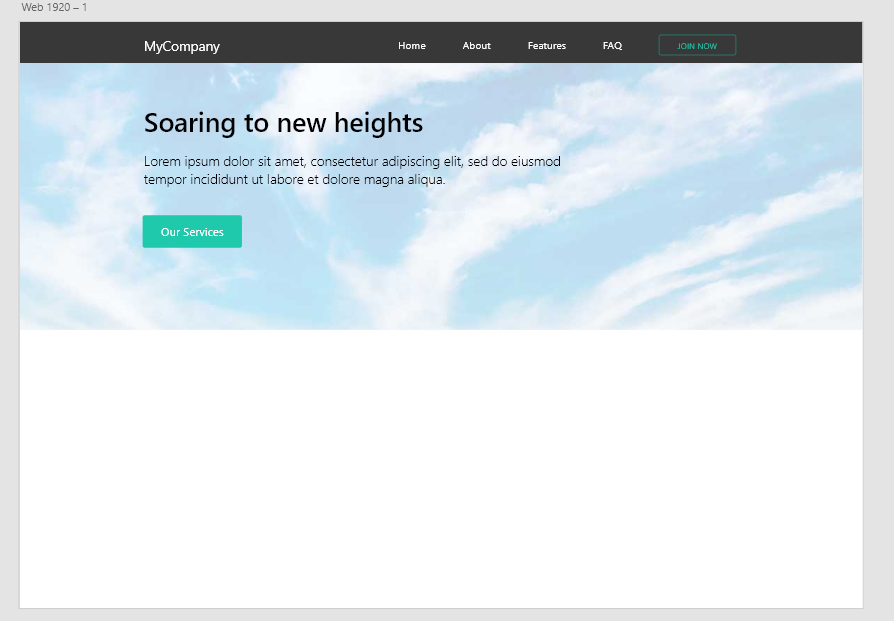 Web 1920 – 1
MyCompany Home About Features FAQ JOIN NOW
Soaring to new heights
Lorem ipsum dolor sit amet, consectetur adipiscing elit, sed do eiusmod
tempor incididunt ut labore et dolore magna aliqua.
Our Services